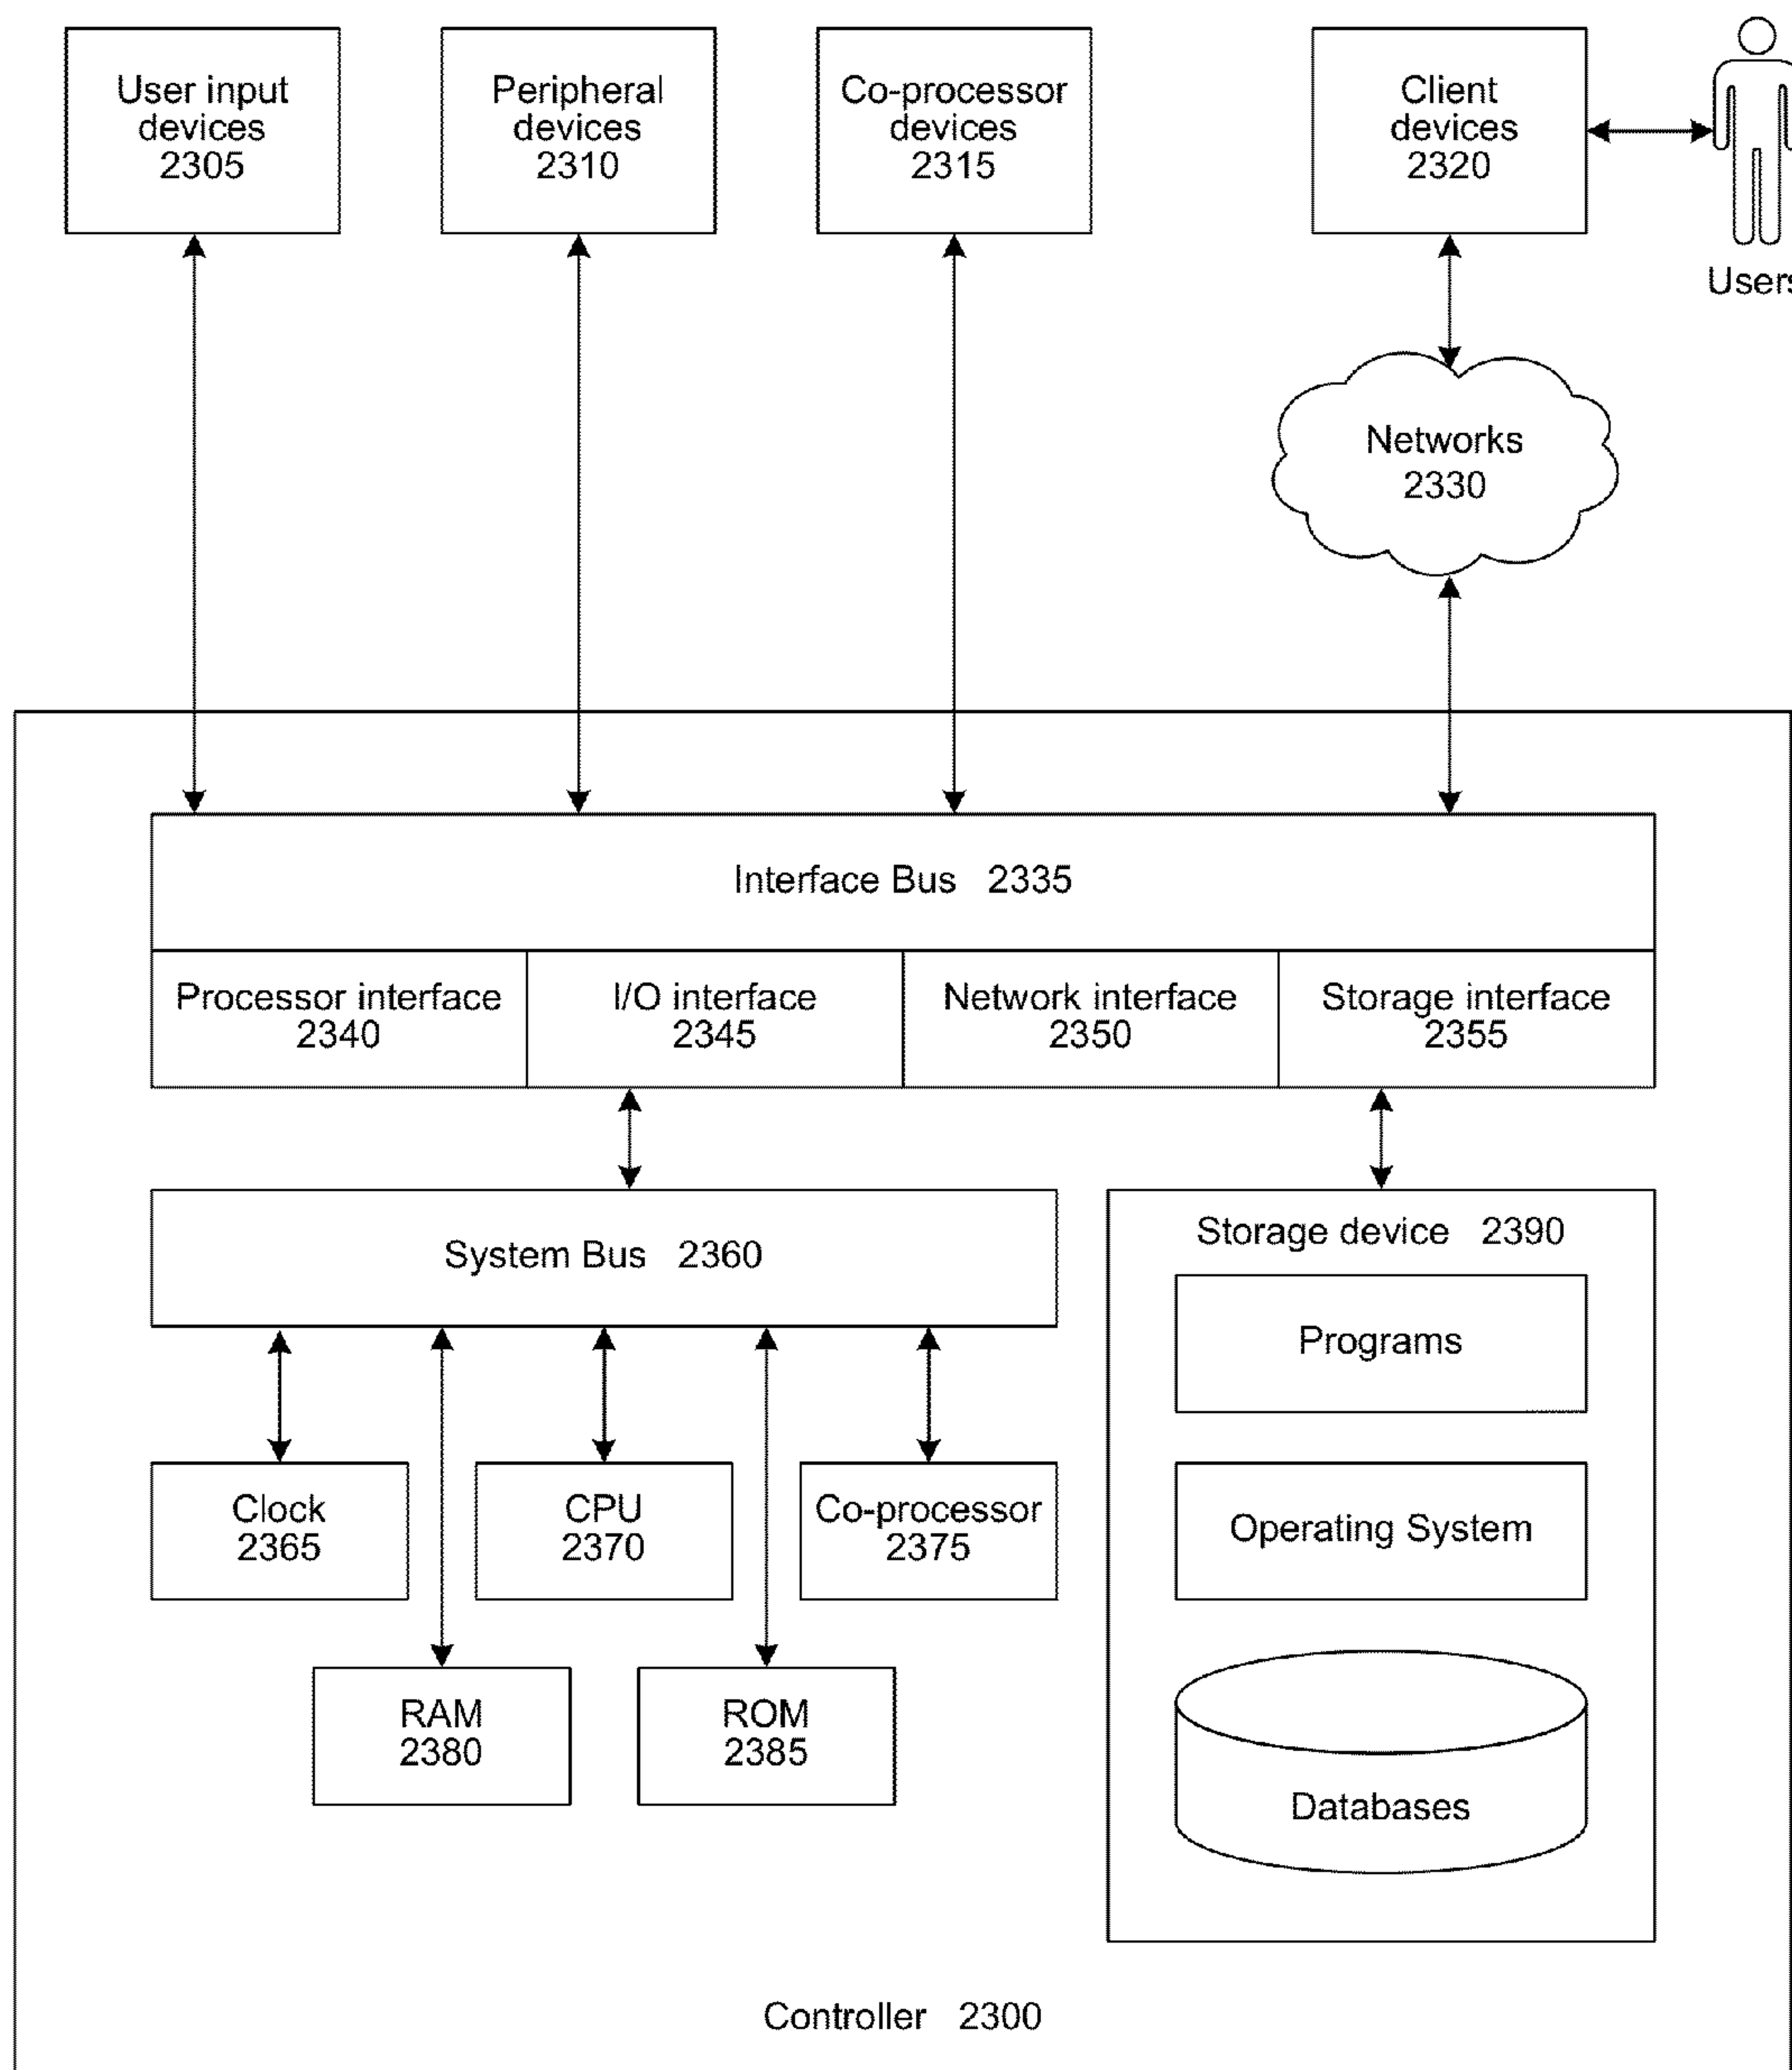 User input
devices
2305
Peripheral
devices
2310
Co-processor
devices
2315
Client
devices
2320
Users
Networks
2330
Interface Bus 2335
Processor interface
2340
I/O interface
2345
Network interface
2350
Storage interface
2355
System Bus 2360
Storage device 2390
Programs
Clock
2365
CPU
2370
Co-processor
2375
Operating System
RAM
2380
ROM
2385
Databases
Controller 2300